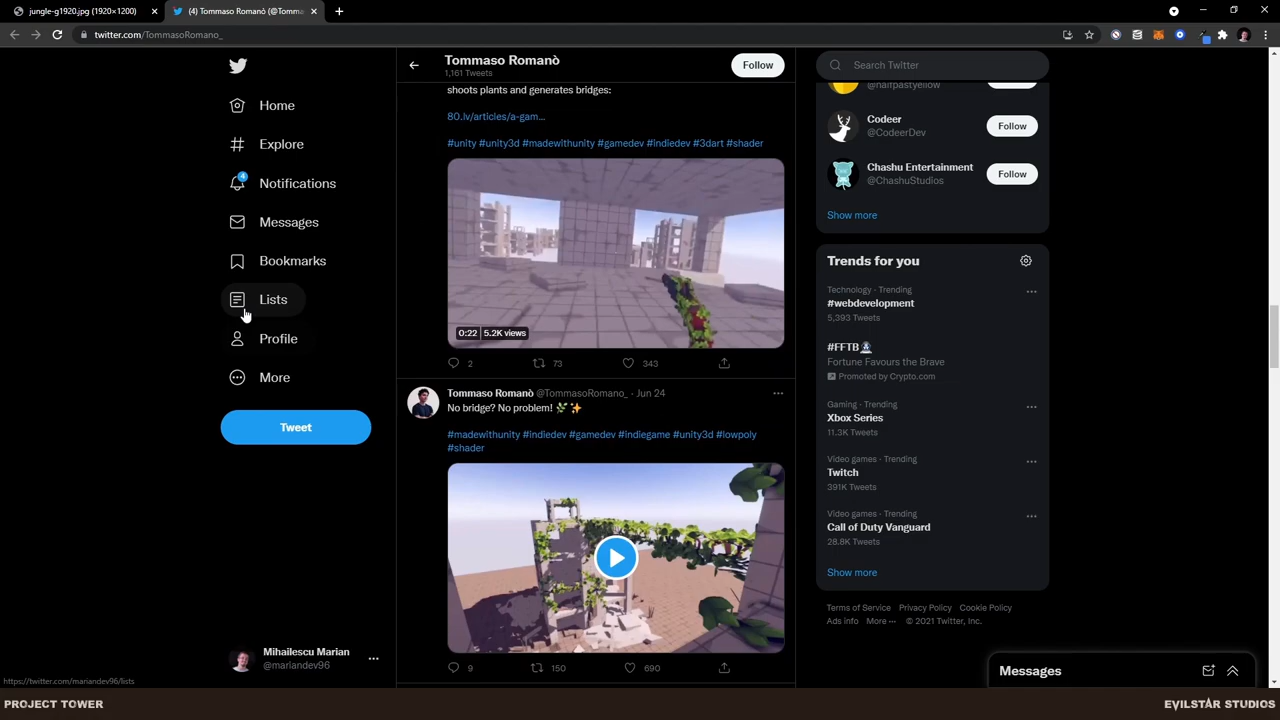 jungle-g1920.jpg (1920×1200)
(4) Tommaso Romanò (@Tomm
twitter.com/TommasoRomano_
Home
Explore
4
Notifications
Messages
Bookmarks
Lists
Profile
More
Tweet
Mihailescu Marian
@mariandev96
https://twitter.com/mariandev96/lists
Tommaso Romanò
1,161 Tweets
Follow
shoots plants and generates bridges:
80.lv/articles/a-gam...
#unity #unity3d #madewithunity #gamedev #indiedev #3dart #shader
0:22 5.2K views
2 73 343
Tommaso Romanò @TommasoRomano_ · Jun 24
No bridge? No problem!
#madewithunity #indiedev #gamedev #indiegame #unity3d #lowpoly
#shader
9 150 690
Search Twitter
@halfpastyellow
Codeer
@CodeerDev
Follow
Chashu Entertainment
@ChashuStudios
Follow
Show more
Trends for you
Technology · Trending
#webdevelopment
5,393 Tweets
#FFTB
Fortune Favours the Brave
Promoted by Crypto.com
Gaming · Trending
Xbox Series
11.3K Tweets
Video games · Trending
Twitch
391K Tweets
Video games · Trending
Call of Duty Vanguard
28.8K Tweets
Show more
Terms of Service Privacy Policy Cookie Policy
Ads info More ··· © 2021 Twitter, Inc.
Messages
PROJECT TOWER
EVILSTAR STUDIOS